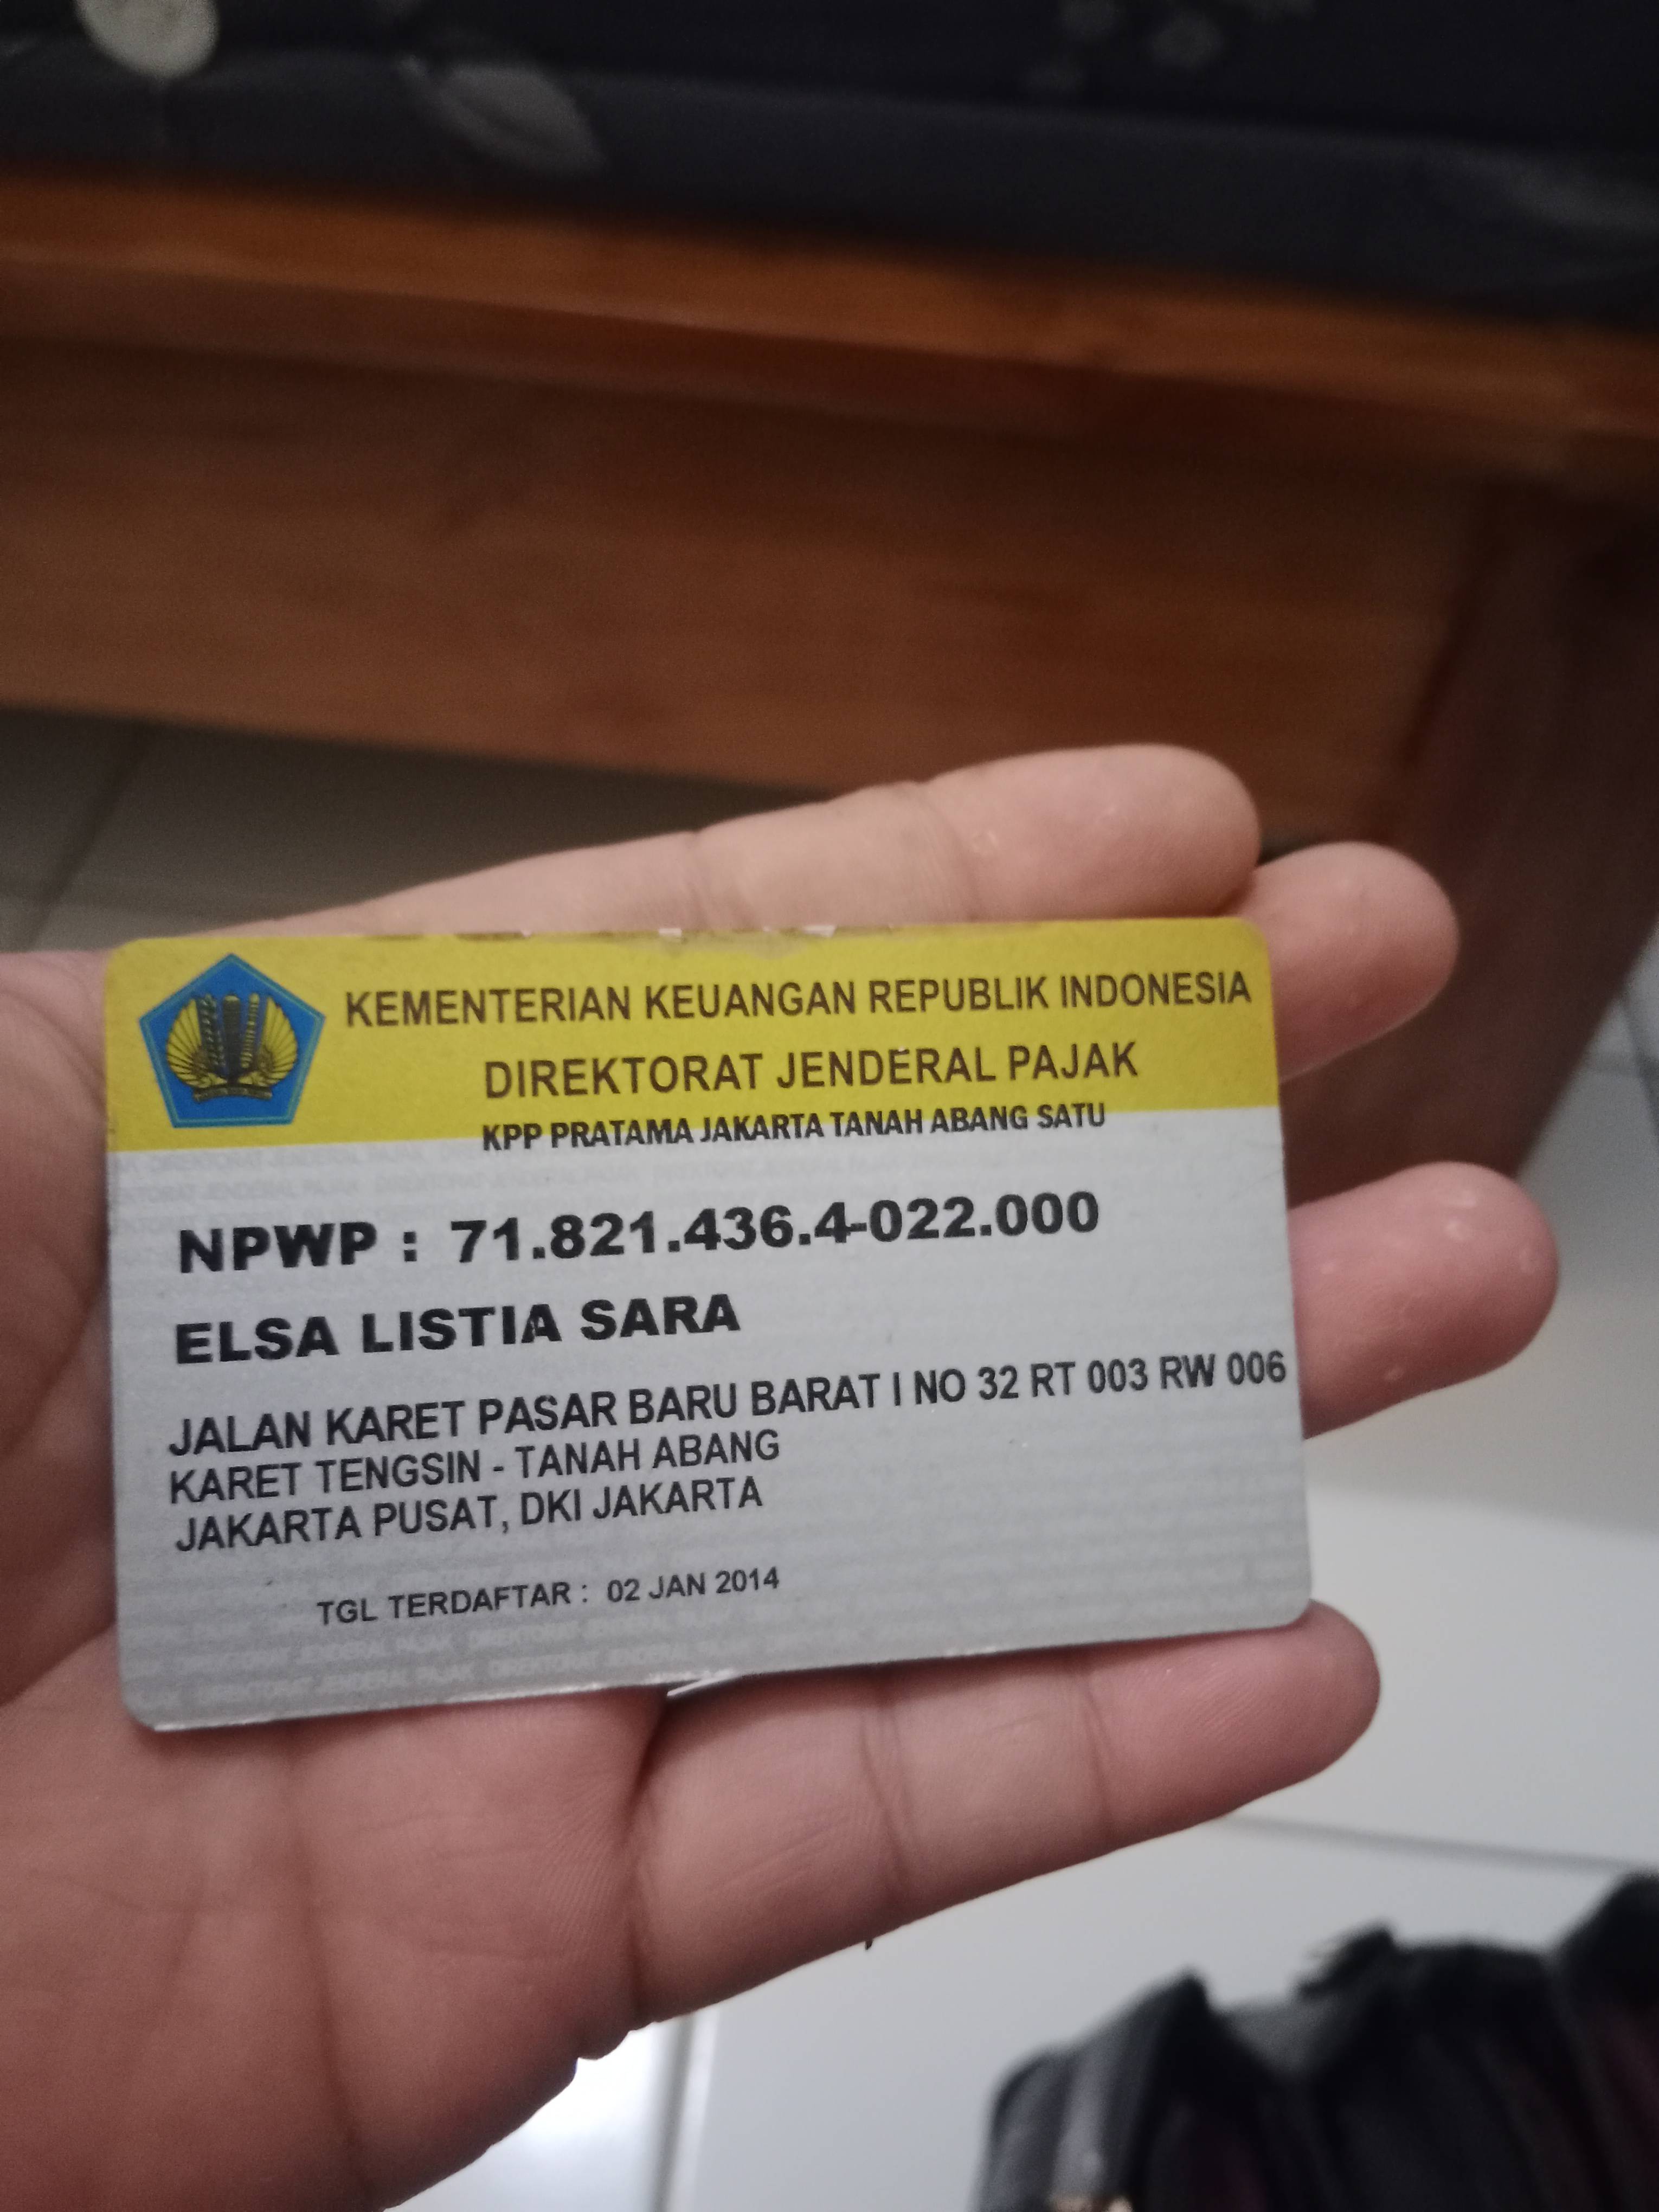 KEMENTERIAN KEUANGAN REPUBLIK INDONESIA
DIREKTORAT JENDERAL PAJAK
KPP PRATAMA JAKARTA TANAH ABANG SATU
NPWP : 71.821.436.4-022.000
ELSA LISTIA SARA
JALAN KARET PASAR BARU BARAT I NO 32 RT 003 RW 006
KARET TENGSIN - TANAH ABANG
JAKARTA PUSAT, DKI JAKARTA
TGL TERDAFTAR : 02 JAN 2014